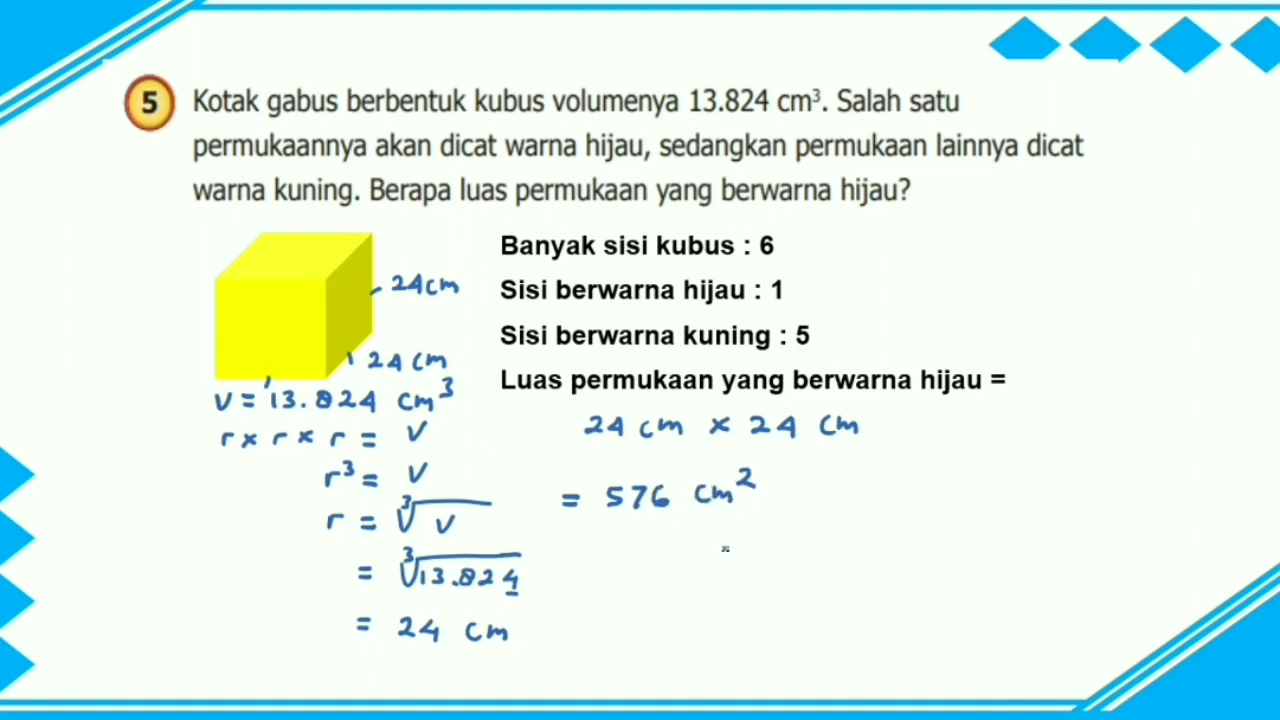 5
Kotak gabus berbentuk kubus volumenya 13.824 cm³. Salah satu
permukaannya akan dicat warna hijau, sedangkan permukaan lainnya dicat
warna kuning. Berapa luas permukaan yang berwarna hijau?
24 cm
24 cm
V = 13.824 cm³
r x r x r = V
r³ = V
r = ∛V
= ∛13.824
= 24 cm
Banyak sisi kubus : 6
Sisi berwarna hijau : 1
Sisi berwarna kuning : 5
Luas permukaan yang berwarna hijau =
24 cm x 24 cm
= 576 cm²